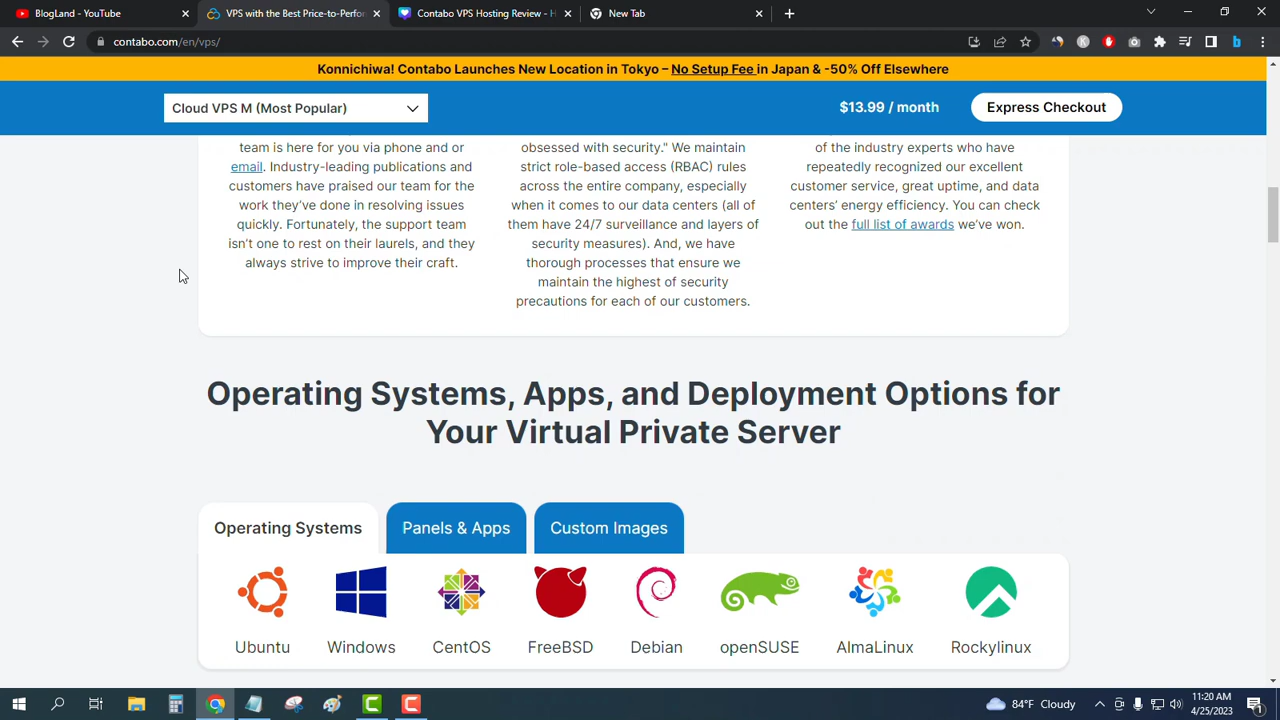 BlogLand - YouTube
VPS with the Best Price-to-Perfor
Contabo VPS Hosting Review - H
New Tab
contabo.com/en/vps/
Konnichiwa! Contabo Launches New Location in Tokyo – No Setup Fee in Japan & -50% Off Elsewhere
Cloud VPS M (Most Popular)
$13.99 / month
Express Checkout
team is here for you via phone and or
email. Industry-leading publications and
customers have praised our team for the
work they've done in resolving issues
quickly. Fortunately, the support team
isn't one to rest on their laurels, and they
always strive to improve their craft.
obsessed with security." We maintain
strict role-based access (RBAC) rules
across the entire company, especially
when it comes to our data centers (all of
them have 24/7 surveillance and layers of
security measures). And, we have
thorough processes that ensure we
maintain the highest of security
precautions for each of our customers.
of the industry experts who have
repeatedly recognized our excellent
customer service, great uptime, and data
centers' energy efficiency. You can check
out the full list of awards we've won.
Operating Systems, Apps, and Deployment Options for
Your Virtual Private Server
Operating Systems
Panels & Apps
Custom Images
Ubuntu
Windows
CentOS
FreeBSD
Debian
openSUSE
AlmaLinux
Rockylinux
84°F Cloudy
11:20 AM
4/25/2023